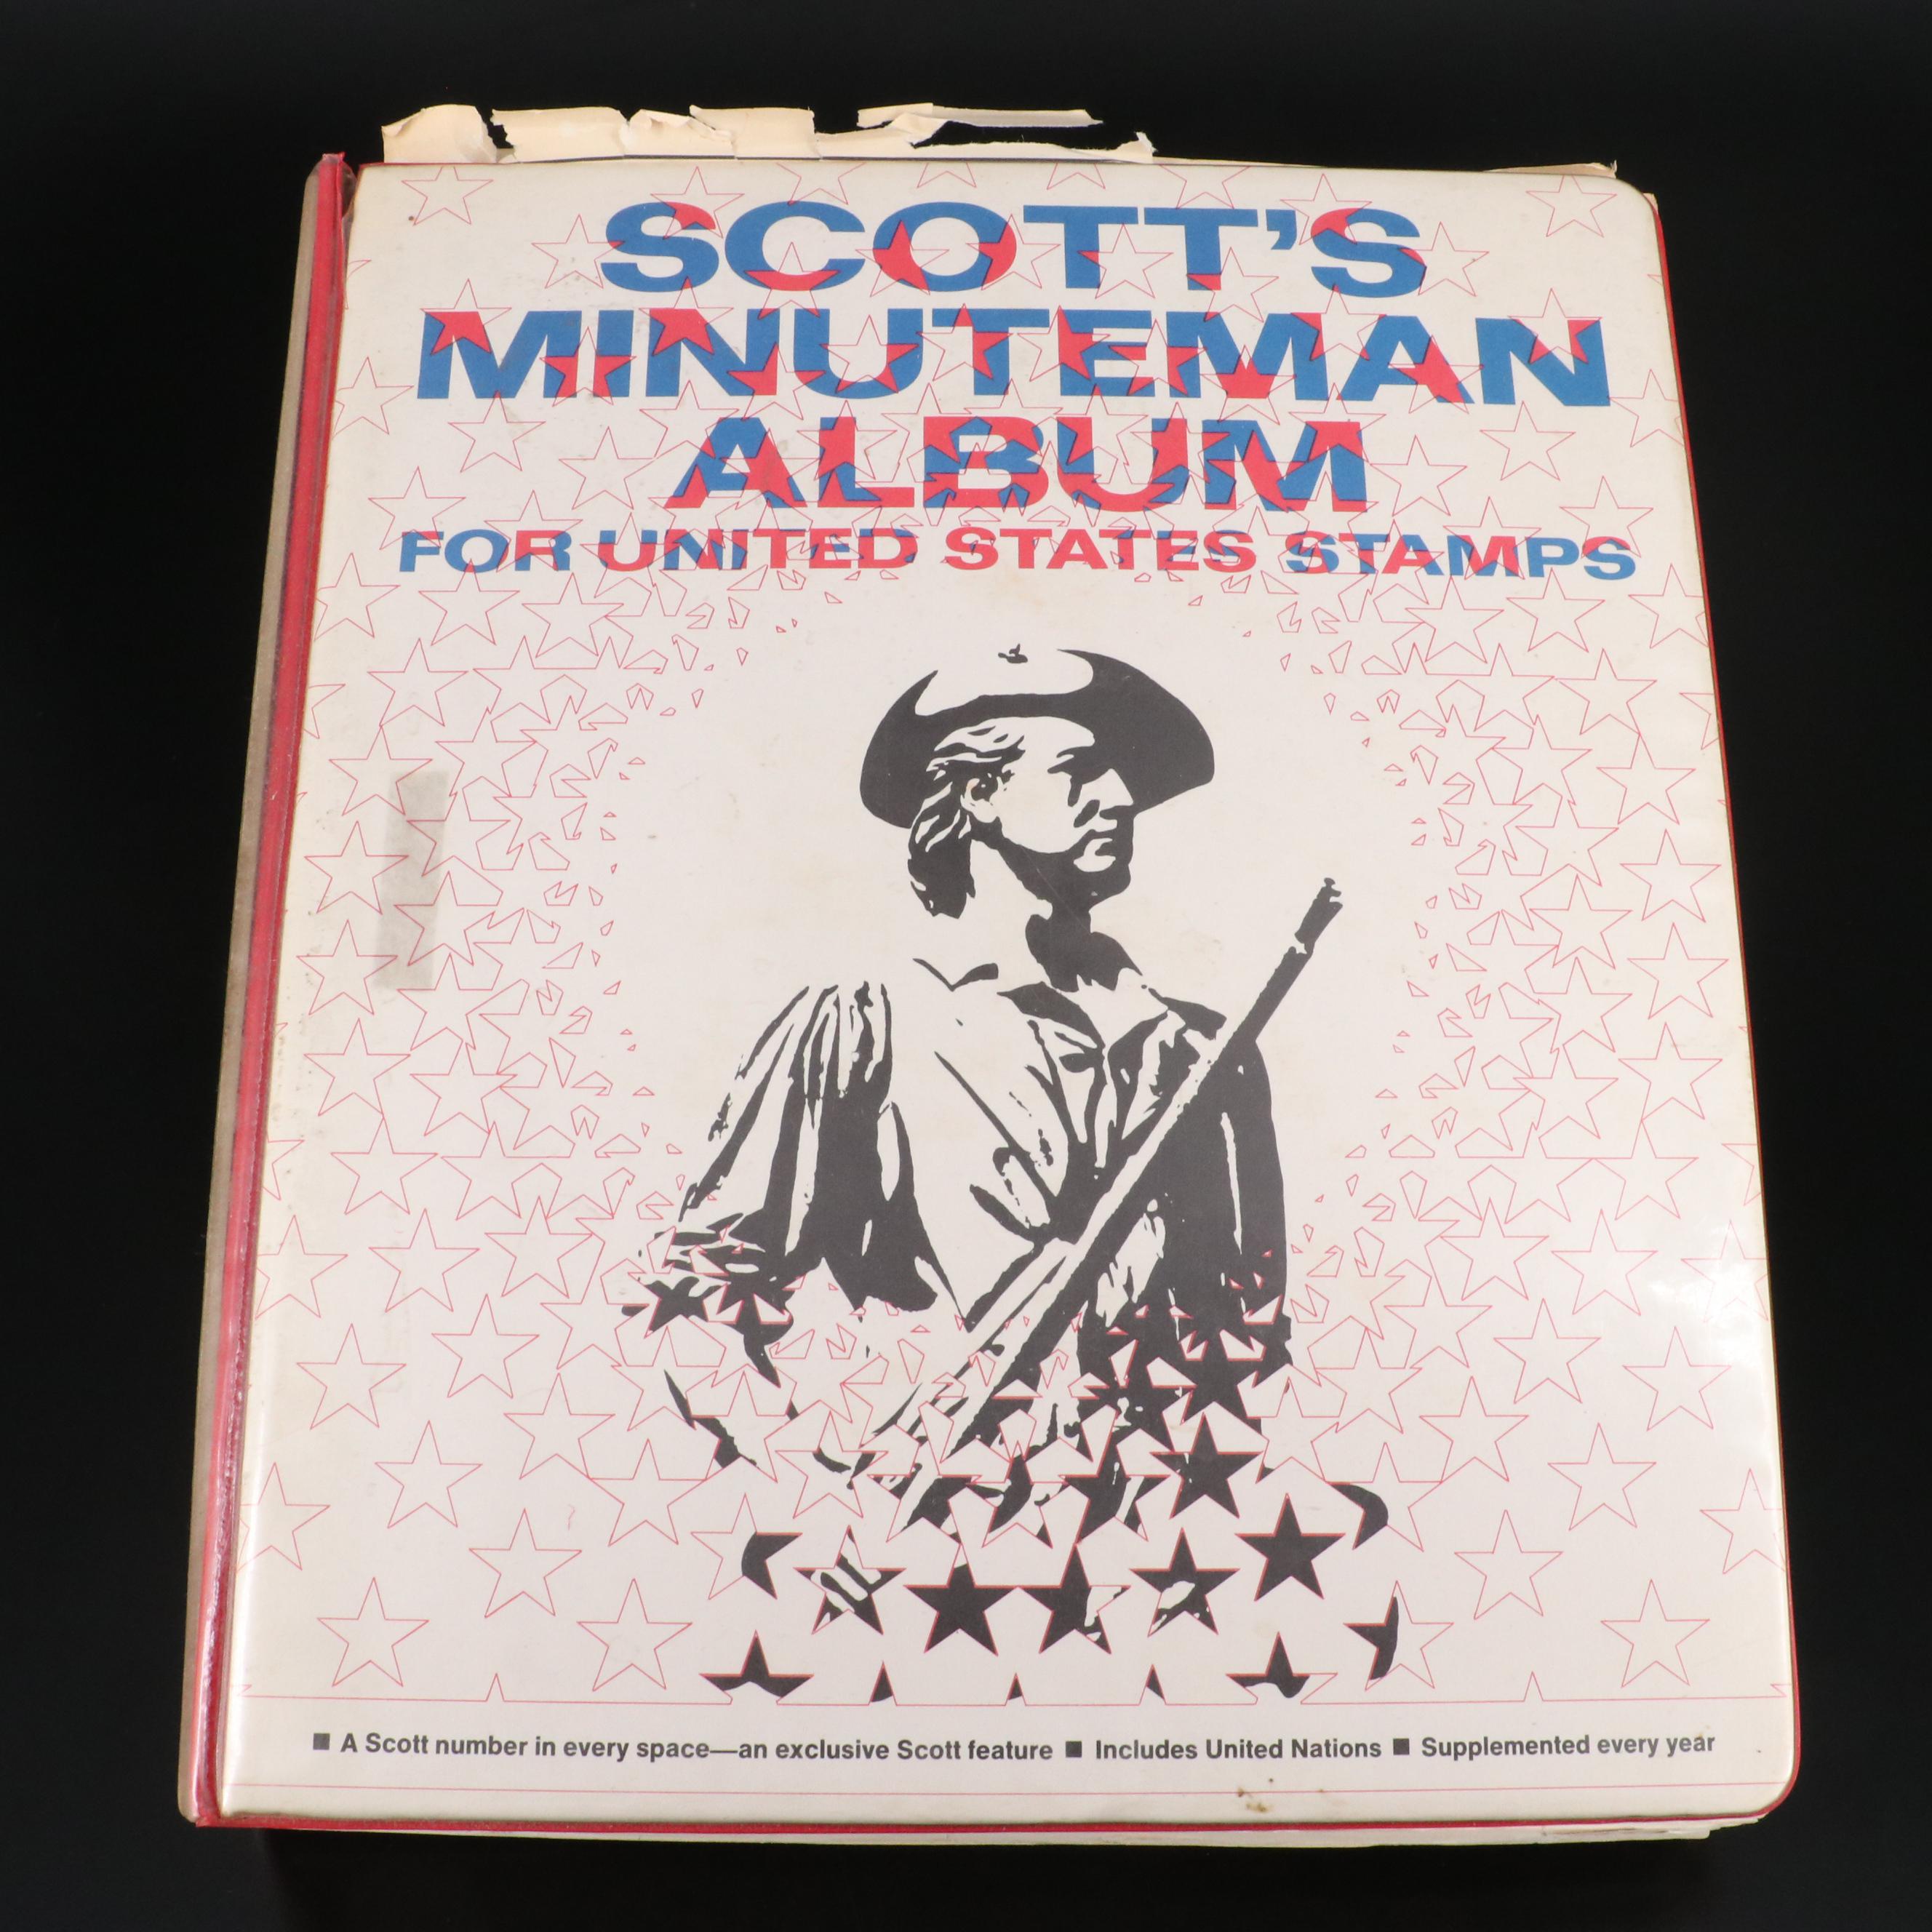 SCOTT'S
MINUTEMAN
ALBUM
FOR UNITED STATES STAMPS
■ A Scott number in every space—an exclusive Scott feature ■ Includes United Nations ■ Supplemented every year